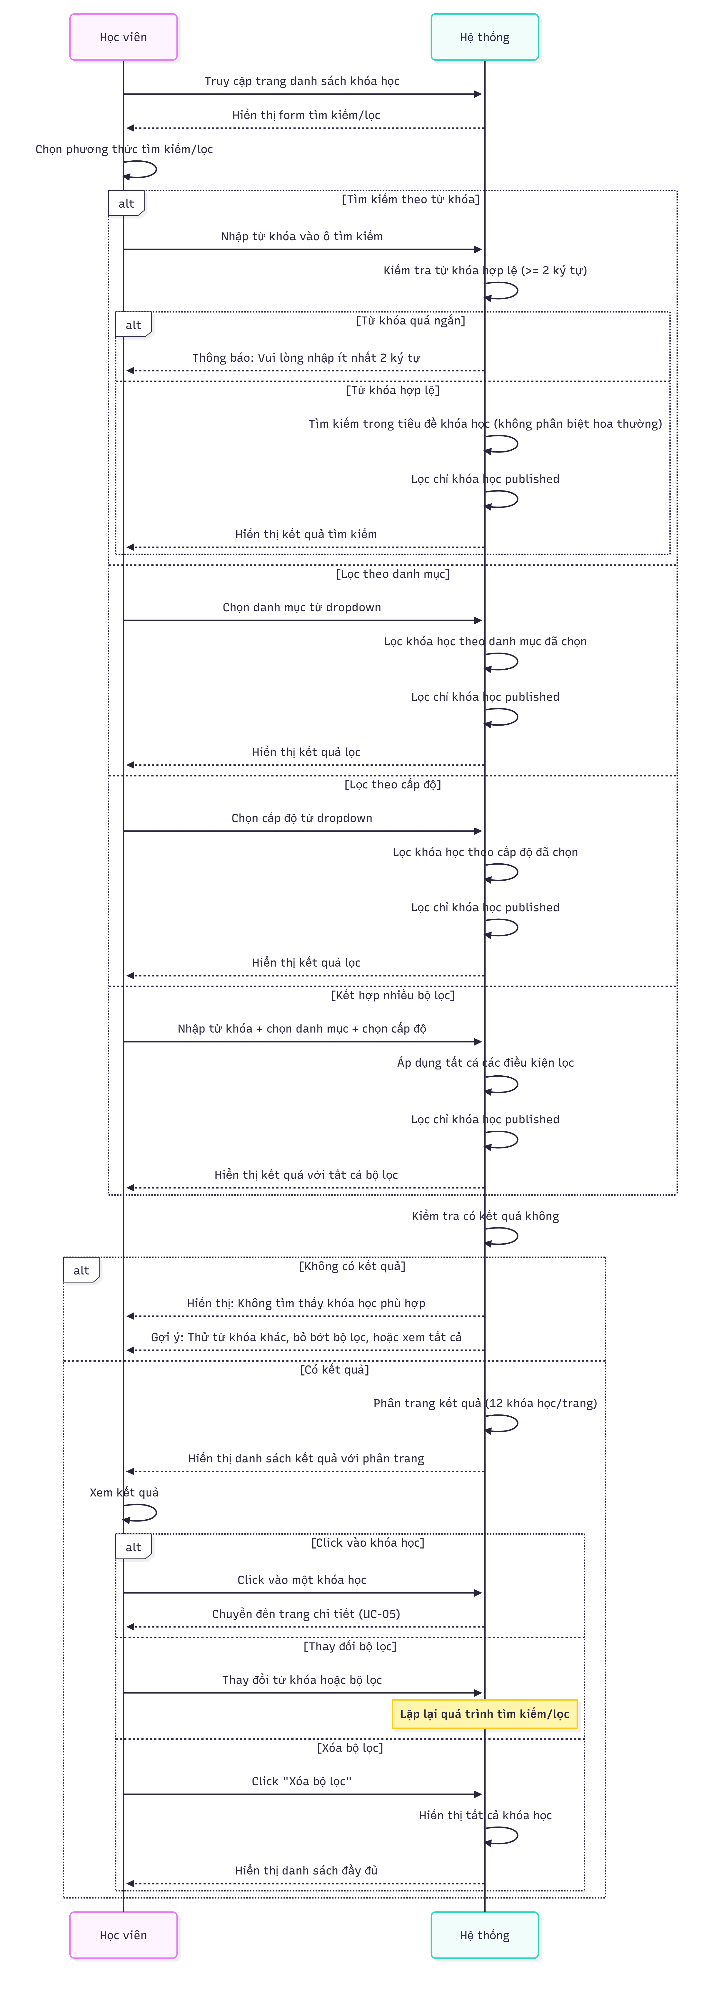 Học viên
Hệ thống
Truy cập trang danh sách khóa học
Hiển thị form tìm kiếm/lọc
Chọn phương thức tìm kiếm/lọc
alt
[Tìm kiếm theo từ khóa]
Nhập từ khóa vào ô tìm kiếm
Kiểm tra từ khóa hợp lệ (>= 2 ký tự)
alt
[Từ khóa quá ngắn]
Thông báo: Vui lòng nhập ít nhất 2 ký tự
[Từ khóa hợp lệ]
Tìm kiếm trong tiêu đề khóa học (không phân biệt hoa thường)
Lọc chỉ khóa học published
Hiển thị kết quả tìm kiếm
[Lọc theo danh mục]
Chọn danh mục từ dropdown
Lọc khóa học theo danh mục đã chọn
Lọc chỉ khóa học published
Hiển thị kết quả lọc
[Lọc theo cấp độ]
Chọn cấp độ từ dropdown
Lọc khóa học theo cấp độ đã chọn
Lọc chỉ khóa học published
Hiển thị kết quả lọc
[Kết hợp nhiều bộ lọc]
Nhập từ khóa + chọn danh mục + chọn cấp độ
Áp dụng tất cả các điều kiện lọc
Lọc chỉ khóa học published
Hiển thị kết quả với tất cả bộ lọc
Kiểm tra có kết quả không
alt
[Không có kết quả]
Hiển thị: Không tìm thấy khóa học phù hợp
Gợi ý: Thử từ khóa khác, bỏ bớt bộ lọc, hoặc xem tất cả
[Có kết quả]
Phân trang kết quả (12 khóa học/trang)
Hiển thị danh sách kết quả với phân trang
Xem kết quả
alt
[Click vào khóa học]
Click vào một khóa học
Chuyển đến trang chi tiết (UC-05)
[Thay đổi bộ lọc]
Thay đổi từ khóa hoặc bộ lọc
Lặp lại quá trình tìm kiếm/lọc
[Xóa bộ lọc]
Click "Xóa bộ lọc"
Hiển thị tất cả khóa học
Hiển thị danh sách đầy đủ
Học viên
Hệ thống